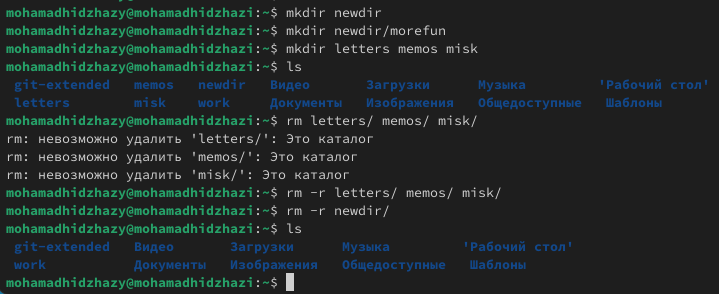 mohamadhidzhazy@mohamadhidzhazi:~$ mkdir newdir
mohamadhidzhazy@mohamadhidzhazi:~$ mkdir newdir/morefun
mohamadhidzhazy@mohamadhidzhazi:~$ mkdir letters memos misk
mohamadhidzhazy@mohamadhidzhazi:~$ ls
git-extended memos newdir Видео Загрузки Музыка 'Рабочий стол'
letters misk work Документы Изображения Общедоступные Шаблоны
mohamadhidzhazy@mohamadhidzhazi:~$ rm letters/ memos/ misk/
rm: невозможно удалить 'letters/': Это каталог
rm: невозможно удалить 'memos/': Это каталог
rm: невозможно удалить 'misk/': Это каталог
mohamadhidzhazy@mohamadhidzhazi:~$ rm -r letters/ memos/ misk/
mohamadhidzhazy@mohamadhidzhazi:~$ rm -r newdir/
mohamadhidzhazy@mohamadhidzhazi:~$ ls
git-extended Видео Загрузки Музыка 'Рабочий стол'
work Документы Изображения Общедоступные Шаблоны
mohamadhidzhazy@mohamadhidzhazi:~$